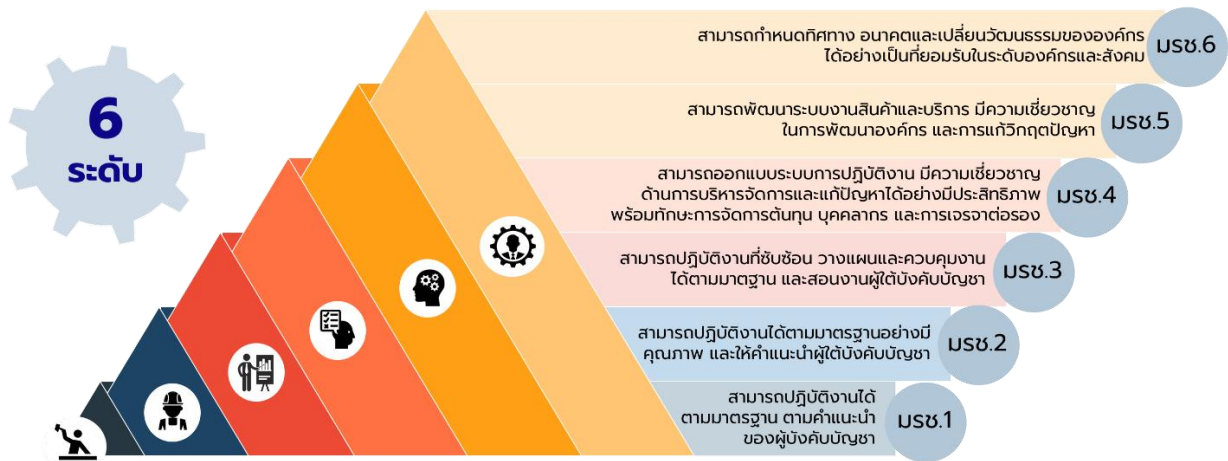 6
ระดับ
สามารถกำหนดทิศทาง อนาคตและเปลี่ยนวัฒนธรรมขององค์กร
ได้อย่างเป็นที่ยอมรับในระดับองค์กรและสังคม
มรช.6
สามารถพัฒนาระบบงานสินค้าและบริการ มีความเชี่ยวชาญ
ในการพัฒนาองค์กร และการแก้วิกฤตปัญหา
มรช.5
สามารถออกแบบระบบการปฏิบัติงาน มีความเชี่ยวชาญ
ด้านการบริหารจัดการและแก้ปัญหาได้อย่างมีประสิทธิภาพ
พร้อมทักษะการจัดการต้นทุน บุคคลากร และการเจรจาต่อรอง
มรช.4
สามารถปฏิบัติงานที่ซับซ้อน วางแผนและควบคุมงาน
ได้ตามมาตฐาน และสอนงานผู้ใต้บังคับบัญชา
มรช.3
สามารถปฏิบัติงานได้ตามมาตรฐานอย่างมี
คุณภาพ และให้คำแนะนำผู้ใต้บังคับบัญชา
มรช.2
สามารถปฏิบัติงานได้
ตามมาตรฐาน ตามคำแนะนำ
ของผู้บังคับบัญชา
มรช.1